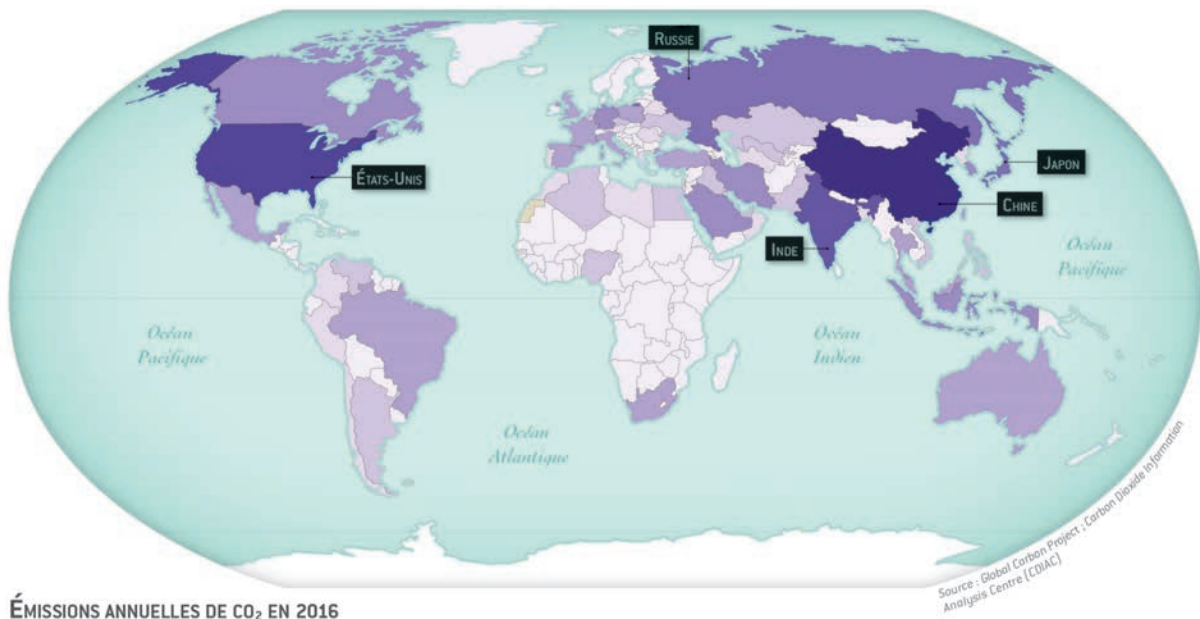 RUSSIE
ÉTATS-UNIS
JAPON
CHINE
INDE
Océan
Pacifique
Océan
Pacifique
Océan
Indien
Océan
Atlantique
Source : Global Carbon Project ; Carbon Dioxide Information
Analysis Centre (CDIAC)
ÉMISSIONS ANNUELLES DE CO₂ EN 2016